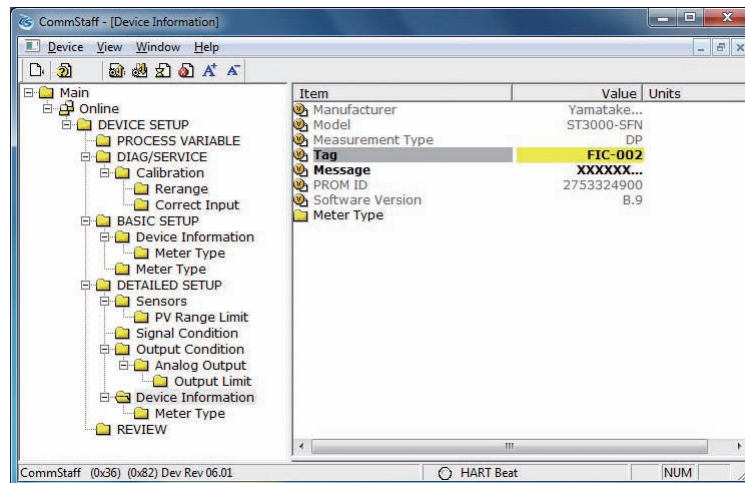 CommStaff - [Device Information]
Device View Window Help
Main
Online
DEVICE SETUP
PROCESS VARIABLE
DIAG/SERVICE
Calibration
Rerange
Correct Input
BASIC SETUP
Device Information
Meter Type
Meter Type
DETAILED SETUP
Sensors
PV Range Limit
Signal Condition
Output Condition
Analog Output
Output Limit
Device Information
Meter Type
REVIEW
Item Value Units
Manufacturer Yamatake...
Model ST3000-SFN
Measurement Type DP
Tag FIC-002
Message XXXXXX...
PROM ID 2753324900
Software Version B.9
Meter Type
CommStaff (0x36) (0x82) Dev Rev 06.01 HART Beat NUM